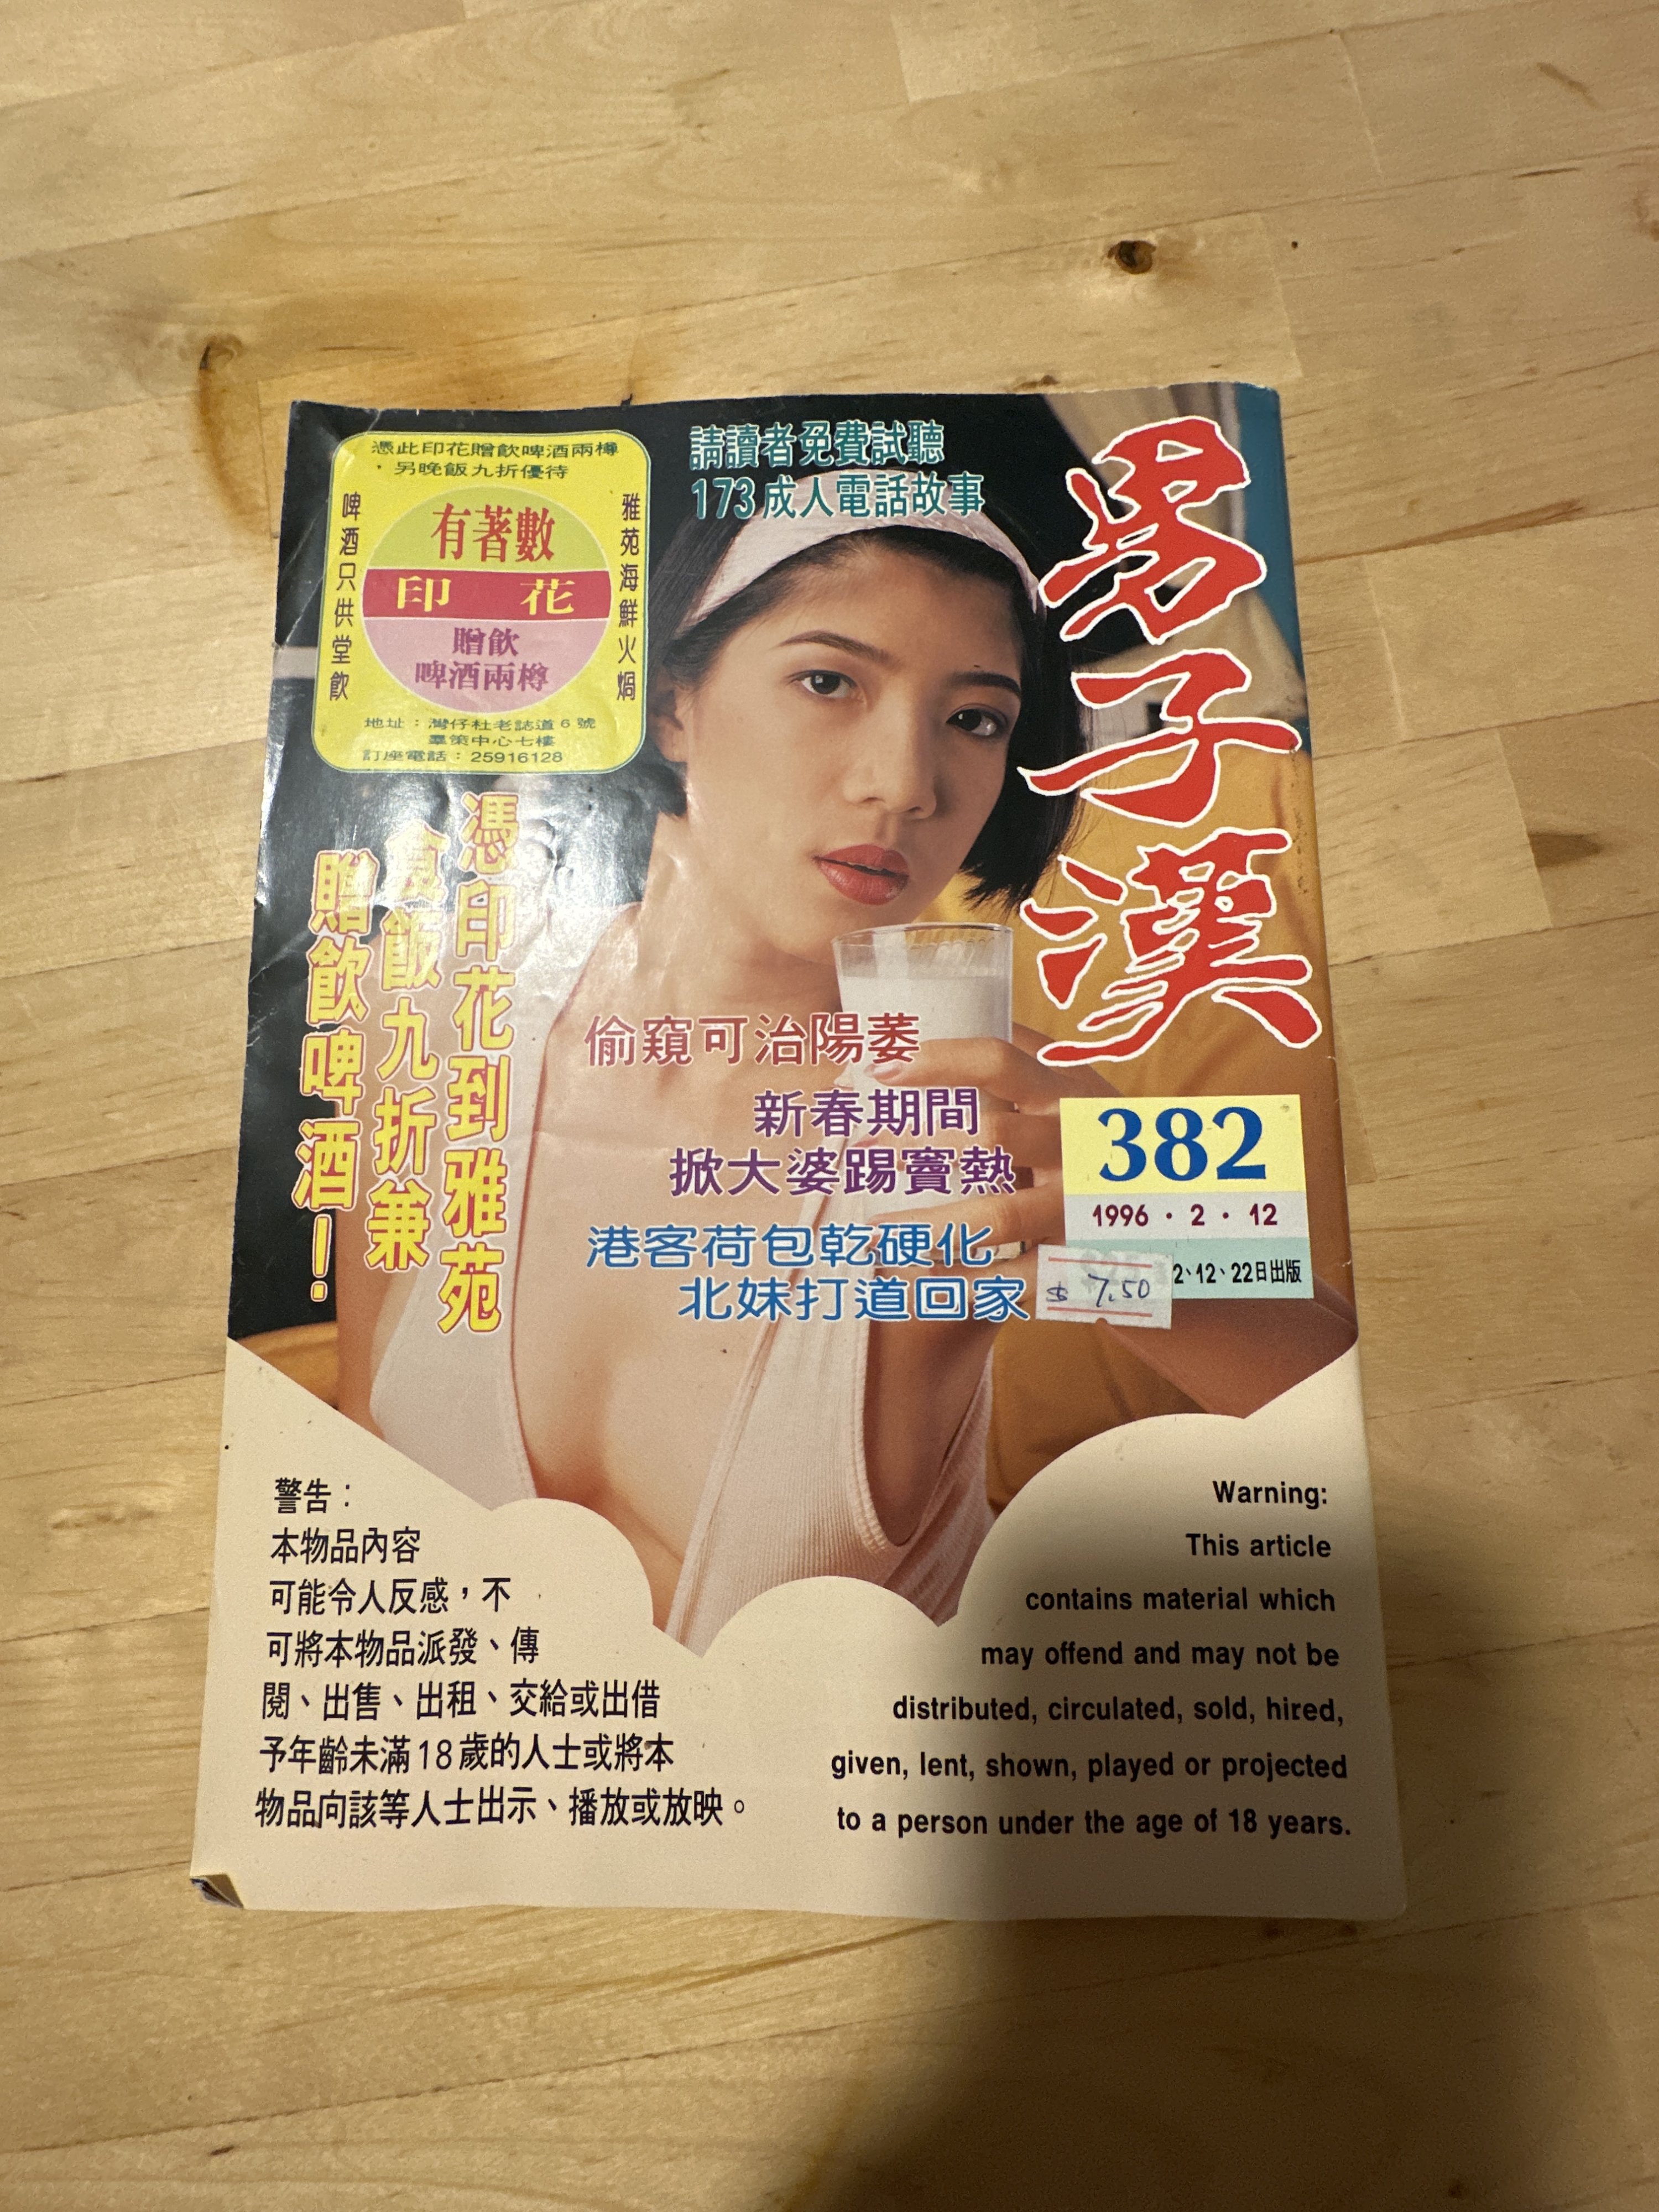 憑此印花贈飲啤酒兩樽
，另晚飯九折優待
啤酒只供堂飲
有著數
印 花
贈飲
啤酒兩樽
雅苑海鮮火焗
地址：灣仔杜老誌道6號
羣策中心七樓
訂座電話：25916128
請讀者免費試聽
173成人電話故事
男子漢
憑印花到雅苑
食飯九折兼
贈飲啤酒！
偷窺可治陽萎
新春期間
掀大婆踢竇熱
港客荷包乾硬化
北妹打道回家
382
1996・2・12
2、12、22日出版
$ 7.50
警告：
本物品內容
可能令人反感，不
可將本物品派發、傳
閱、出售、出租、交給或出借
予年齡未滿18歲的人士或將本
物品向該等人士出示、播放或放映。
Warning:
This article
contains material which
may offend and may not be
distributed, circulated, sold, hired,
given, lent, shown, played or projected
to a person under the age of 18 years.